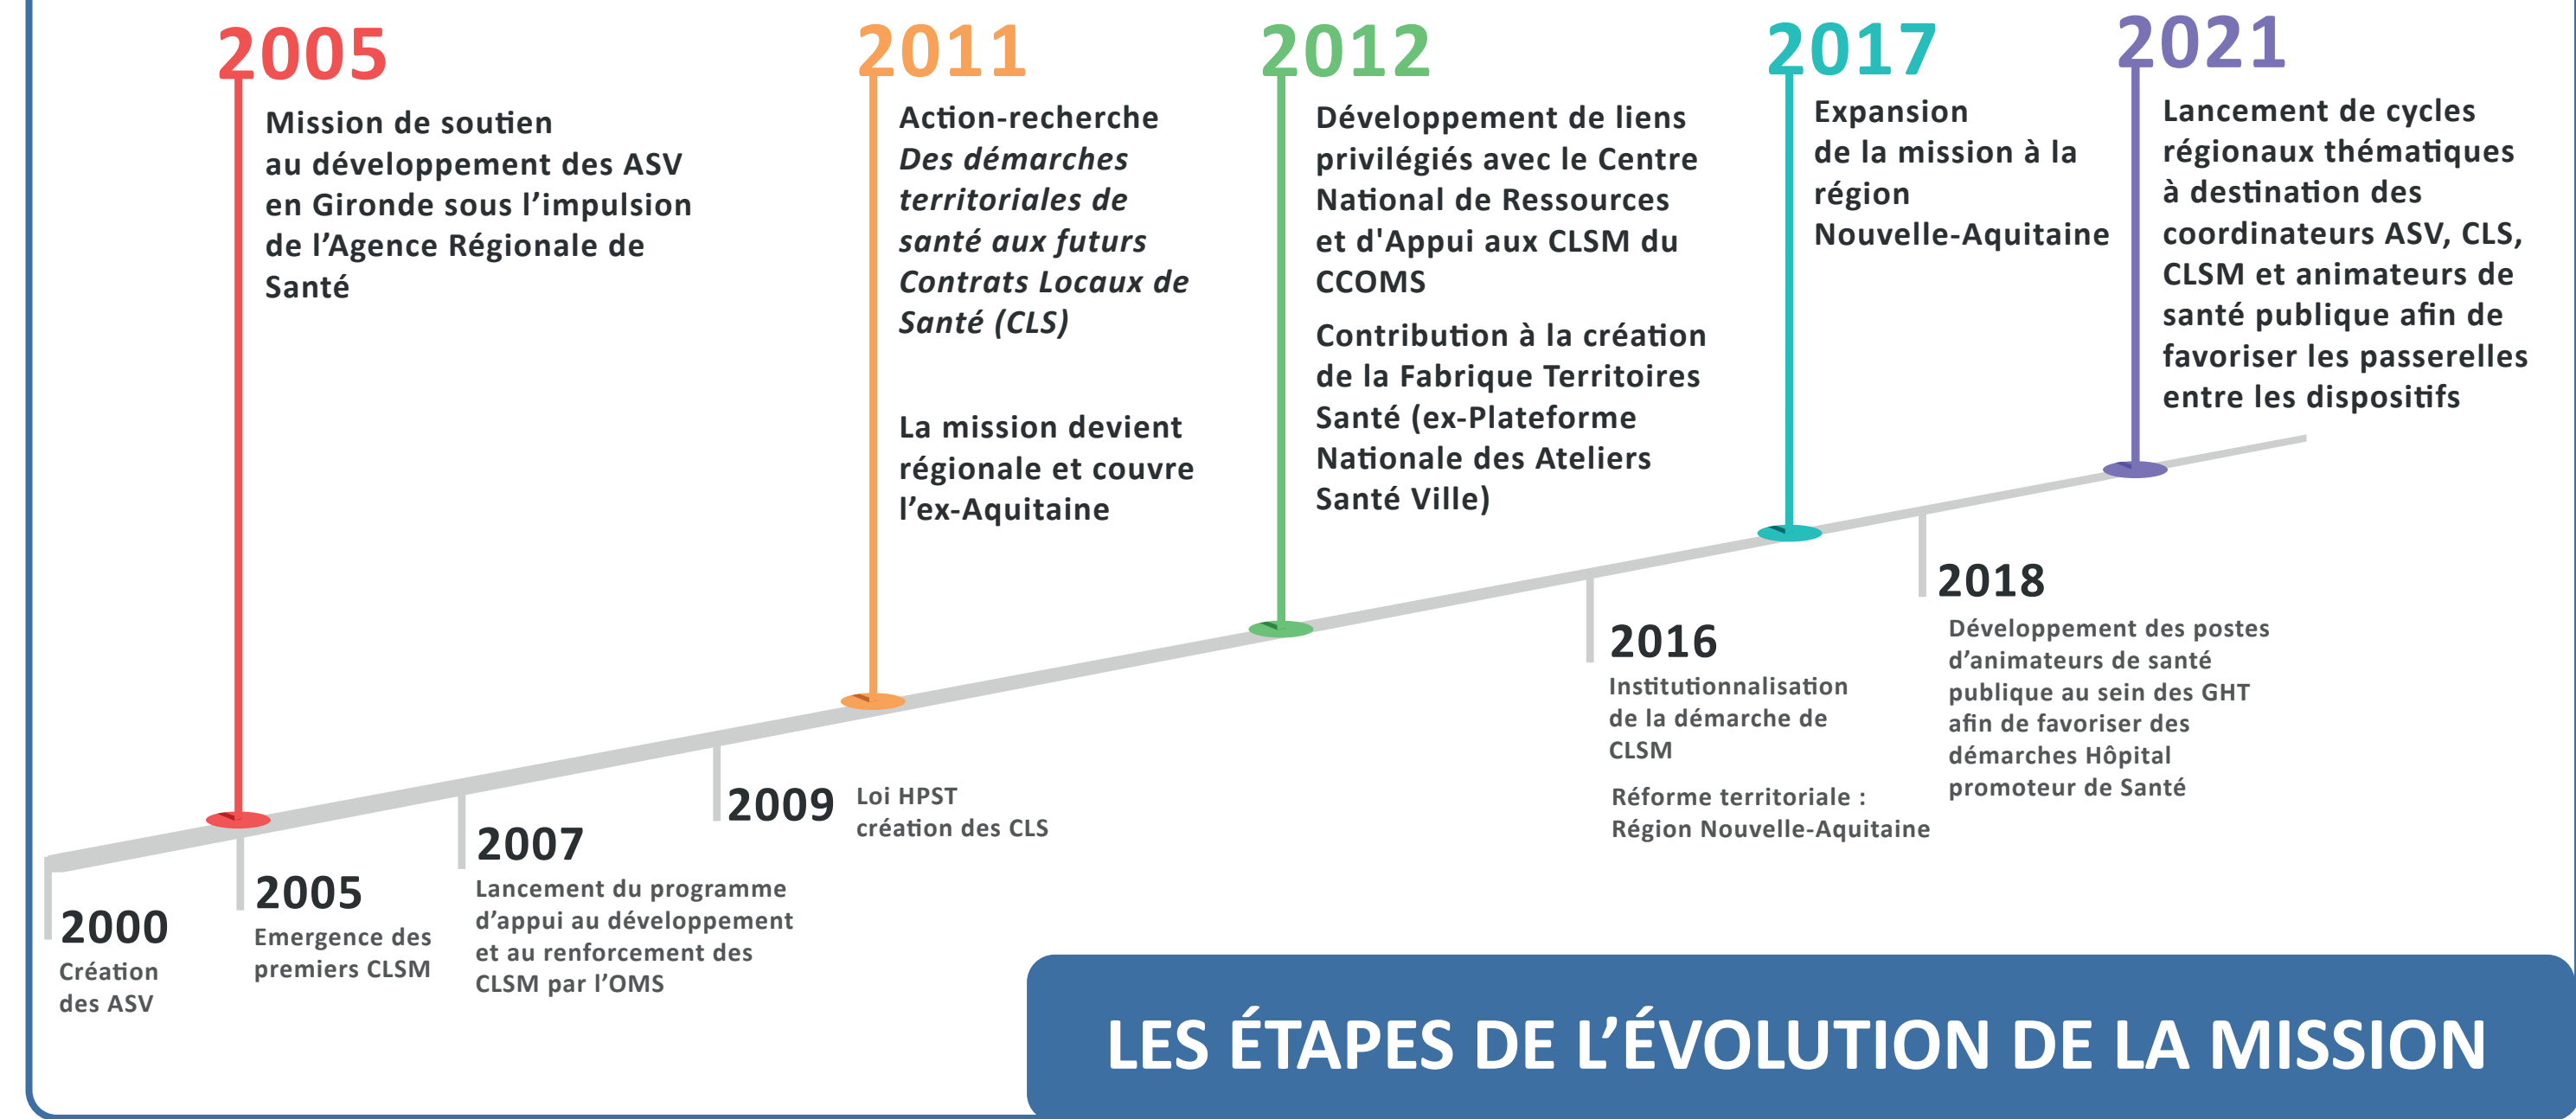 2005
Mission de soutien
au développement des ASV
en Gironde sous l’impulsion
de l’Agence Régionale de
Santé
2011
Action-recherche
Des démarches
territoriales de
santé aux futurs
Contrats Locaux de
Santé (CLS)
La mission devient
régionale et couvre
l’ex-Aquitaine
2012
Développement de liens
privilégiés avec le Centre
National de Ressources
et d'Appui aux CLSM du
CCOMS
Contribution à la création
de la Fabrique Territoires
Santé (ex-Plateforme
Nationale des Ateliers
Santé Ville)
2017
Expansion
de la mission à la
région
Nouvelle-Aquitaine
2021
Lancement de cycles
régionaux thématiques
à destination des
coordinateurs ASV, CLS,
CLSM et animateurs de
santé publique afin de
favoriser les passerelles
entre les dispositifs
2000
Création
des ASV
2005
Emergence des
premiers CLSM
2007
Lancement du programme
d’appui au développement
et au renforcement des
CLSM par l’OMS
2009
Loi HPST
création des CLS
2016
Institutionnalisation
de la démarche de
CLSM
Réforme territoriale :
Région Nouvelle-Aquitaine
2018
Développement des postes
d’animateurs de santé
publique au sein des GHT
afin de favoriser des
démarches Hôpital
promoteur de Santé
LES ÉTAPES DE L’ÉVOLUTION DE LA MISSION